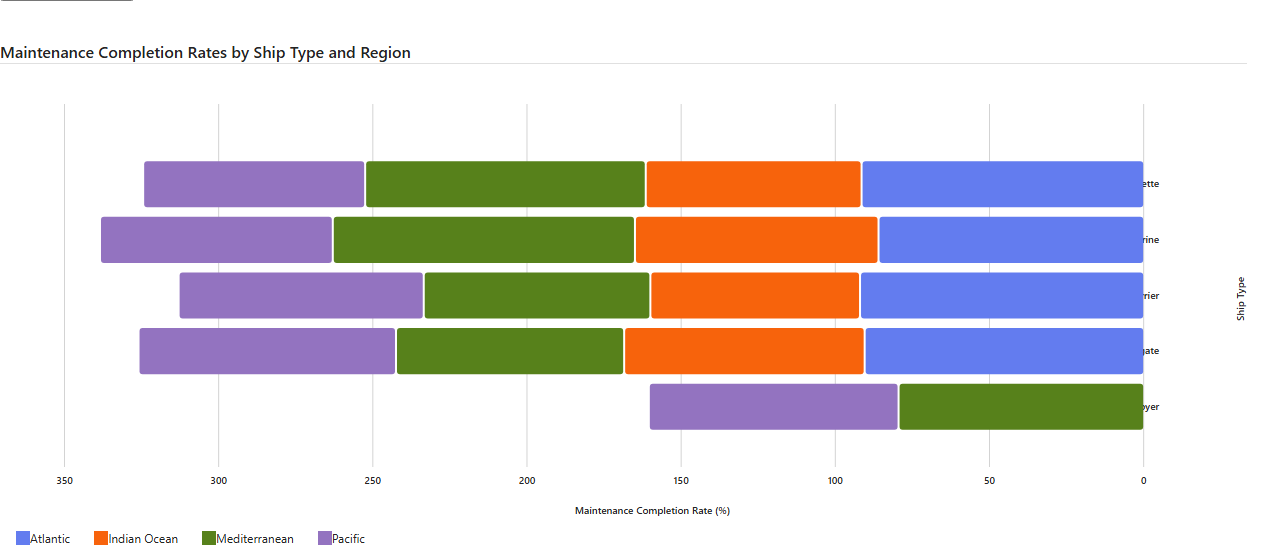 Maintenance Completion Rates by Ship Type and Region
ette
rine
rier
gate
oyer
Ship Type
350 300 250 200 150 100 50 0
Maintenance Completion Rate (%)
Atlantic Indian Ocean Mediterranean Pacific